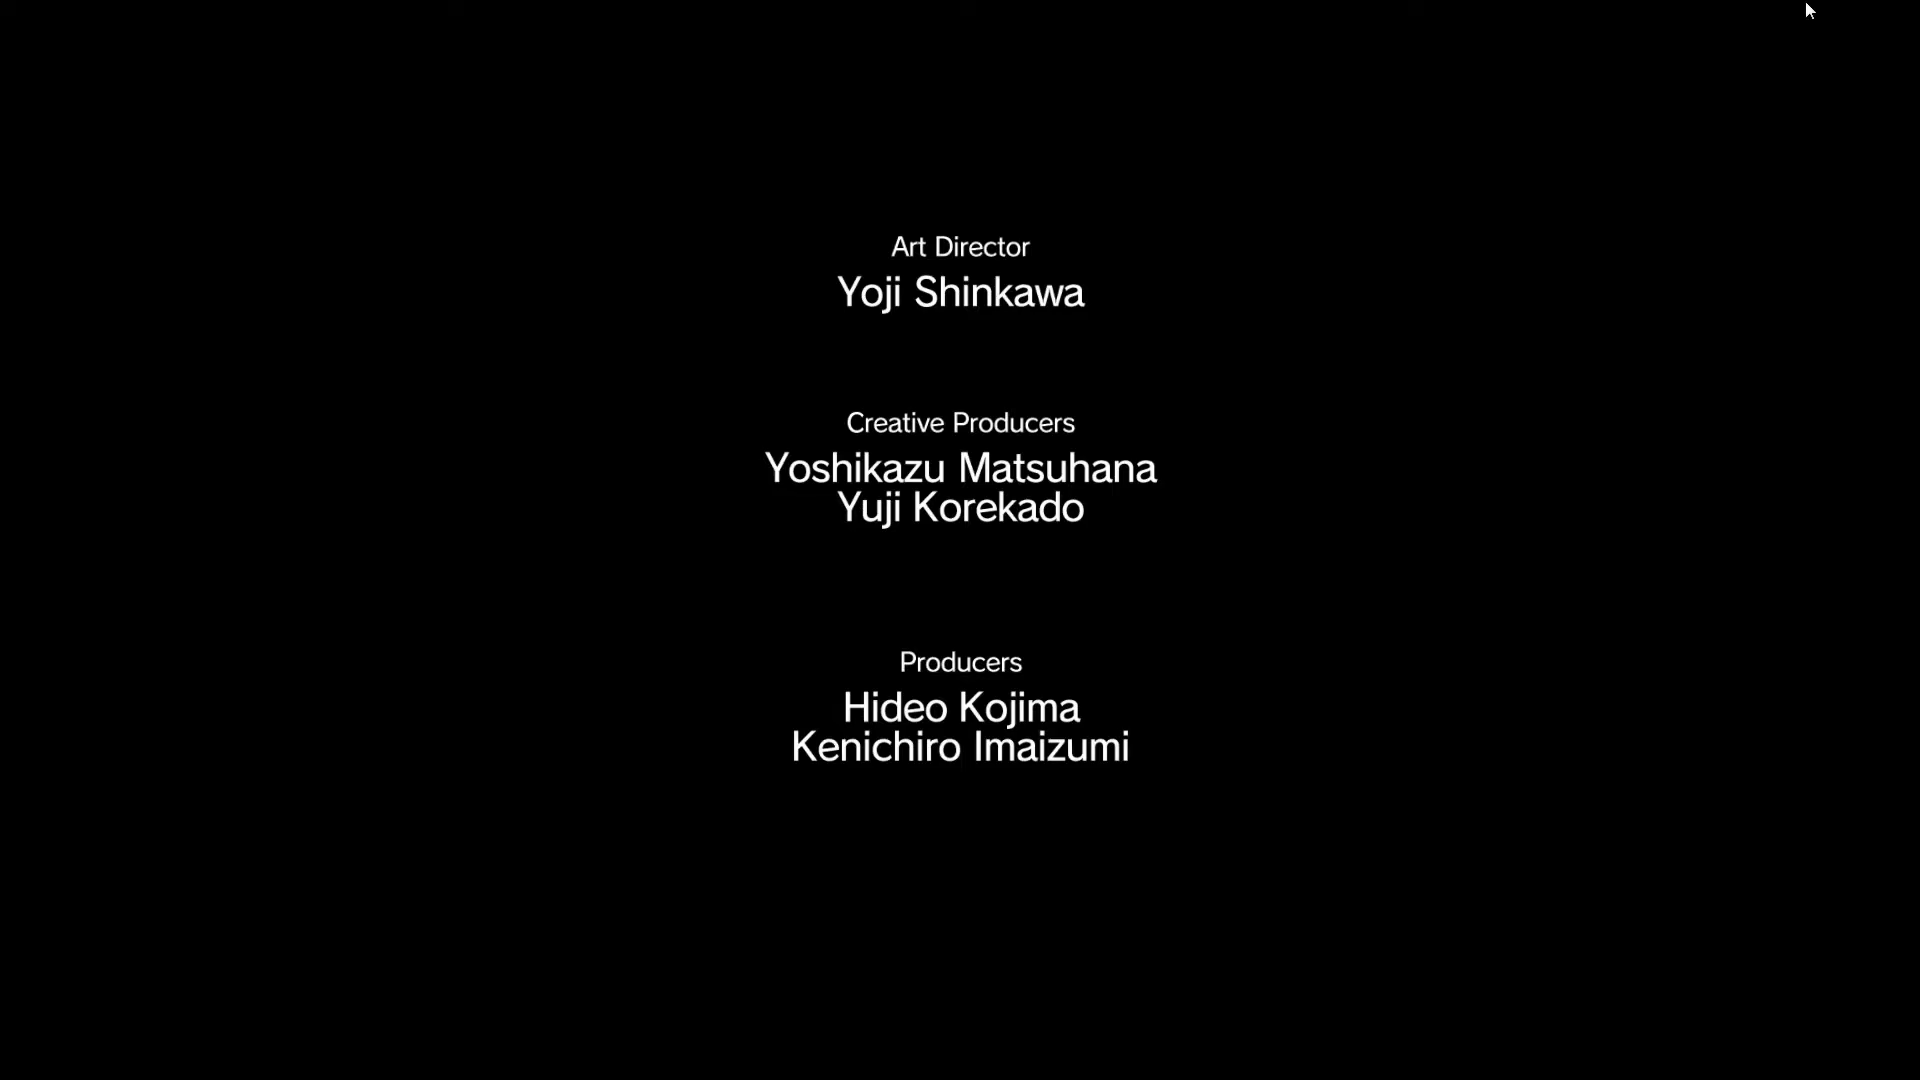 Art Director
Yoji Shinkawa
Creative Producers
Yoshikazu Matsuhana
Yuji Korekado
Producers
Hideo Kojima
Kenichiro Imaizumi